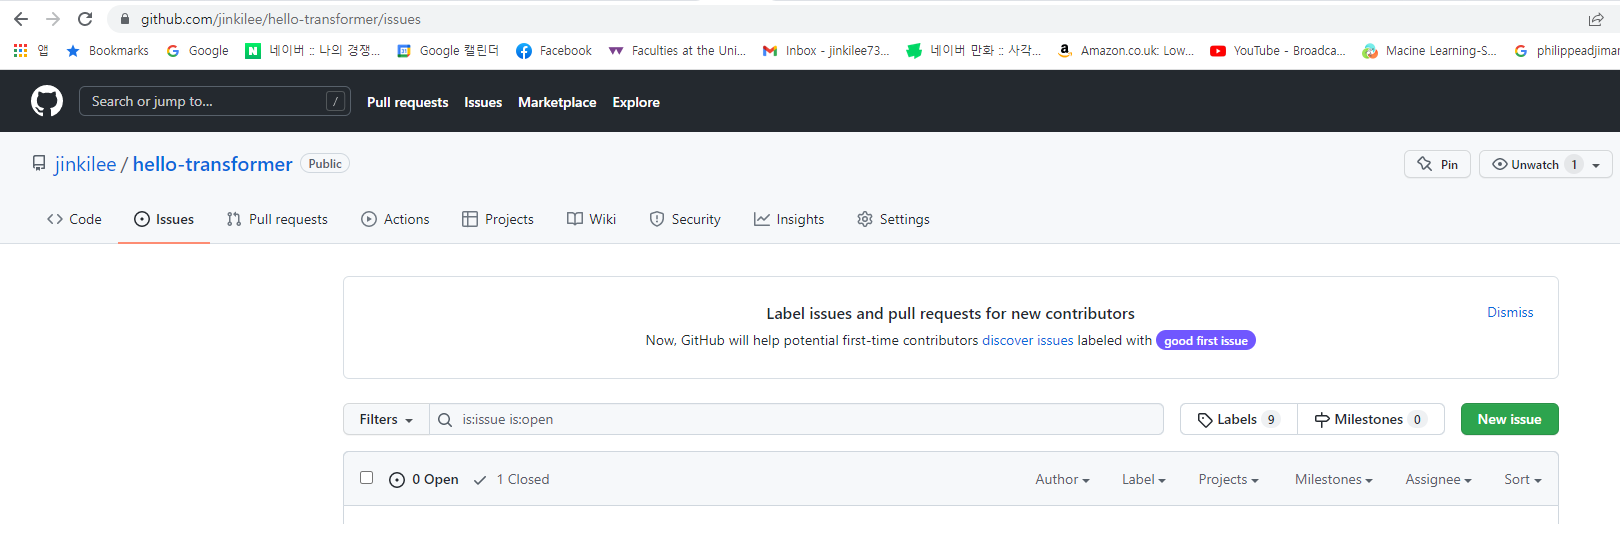 github.com/jinkilee/hello-transformer/issues
앱 Bookmarks Google 네이버 :: 나의 경쟁... Google 캘린더 Facebook Faculties at the Uni... Inbox - jinkilee73... 네이버 만화 :: 사각... Amazon.co.uk: Low... YouTube - Broadca... Macine Learning-S... philippeadjiman
Search or jump to... / Pull requests Issues Marketplace Explore
jinkilee / hello-transformer Public Pin Unwatch 1
Code Issues Pull requests Actions Projects Wiki Security Insights Settings
Label issues and pull requests for new contributors Dismiss
Now, GitHub will help potential first-time contributors discover issues labeled with good first issue
Filters is:issue is:open Labels 9 Milestones 0 New issue
0 Open 1 Closed Author Label Projects Milestones Assignee Sort